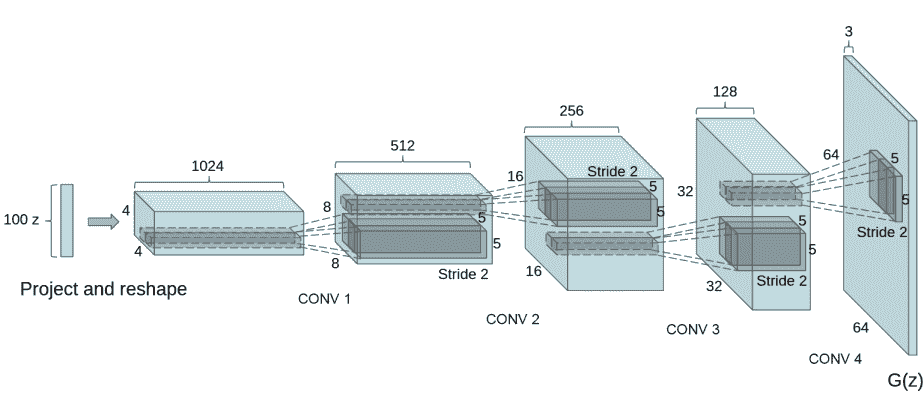 100 z
Project and reshape
1024
4
4
CONV 1
512
8
8
5
5
Stride 2
CONV 2
256
16
16
Stride 2
5
5
CONV 3
128
32
32
5
5
Stride 2
CONV 4
3
64
64
5
5
Stride 2
G(z)